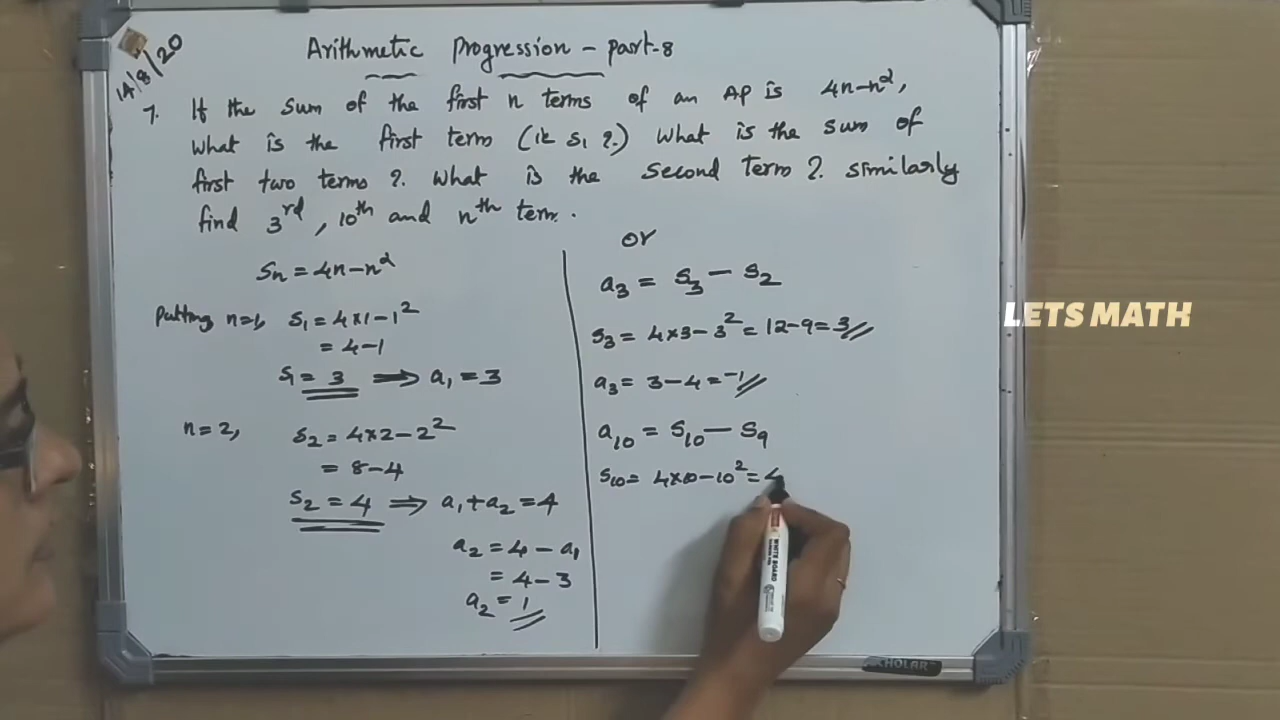 14/8/20
Arithmetic Progression - part-8
7. If the sum of the first n terms of an AP is 4n-n²,
what is the first term (ie s₁ ?.) what is the sum of
first two terms ?. what is the second term ?. similarly
find 3rd, 10th and nth term.
Sₙ = 4n-n²
Putting n=1, S₁ = 4×1-1²
= 4-1
S₁ = 3 ⟹ a₁ = 3
n=2, S₂ = 4×2-2²
= 8-4
S₂ = 4 ⟹ a₁+a₂ = 4
a₂ = 4 - a₁
= 4 - 3
a₂ = 1
or
a₃ = S₃ - S₂
S₃ = 4×3-3² = 12-9 = 3
a₃ = 3-4 = -1
a₁₀ = S₁₀ - S₉
S₁₀ = 4×10-10² = 4
LETS MATH
SCHOLAR
WHITE BOARD